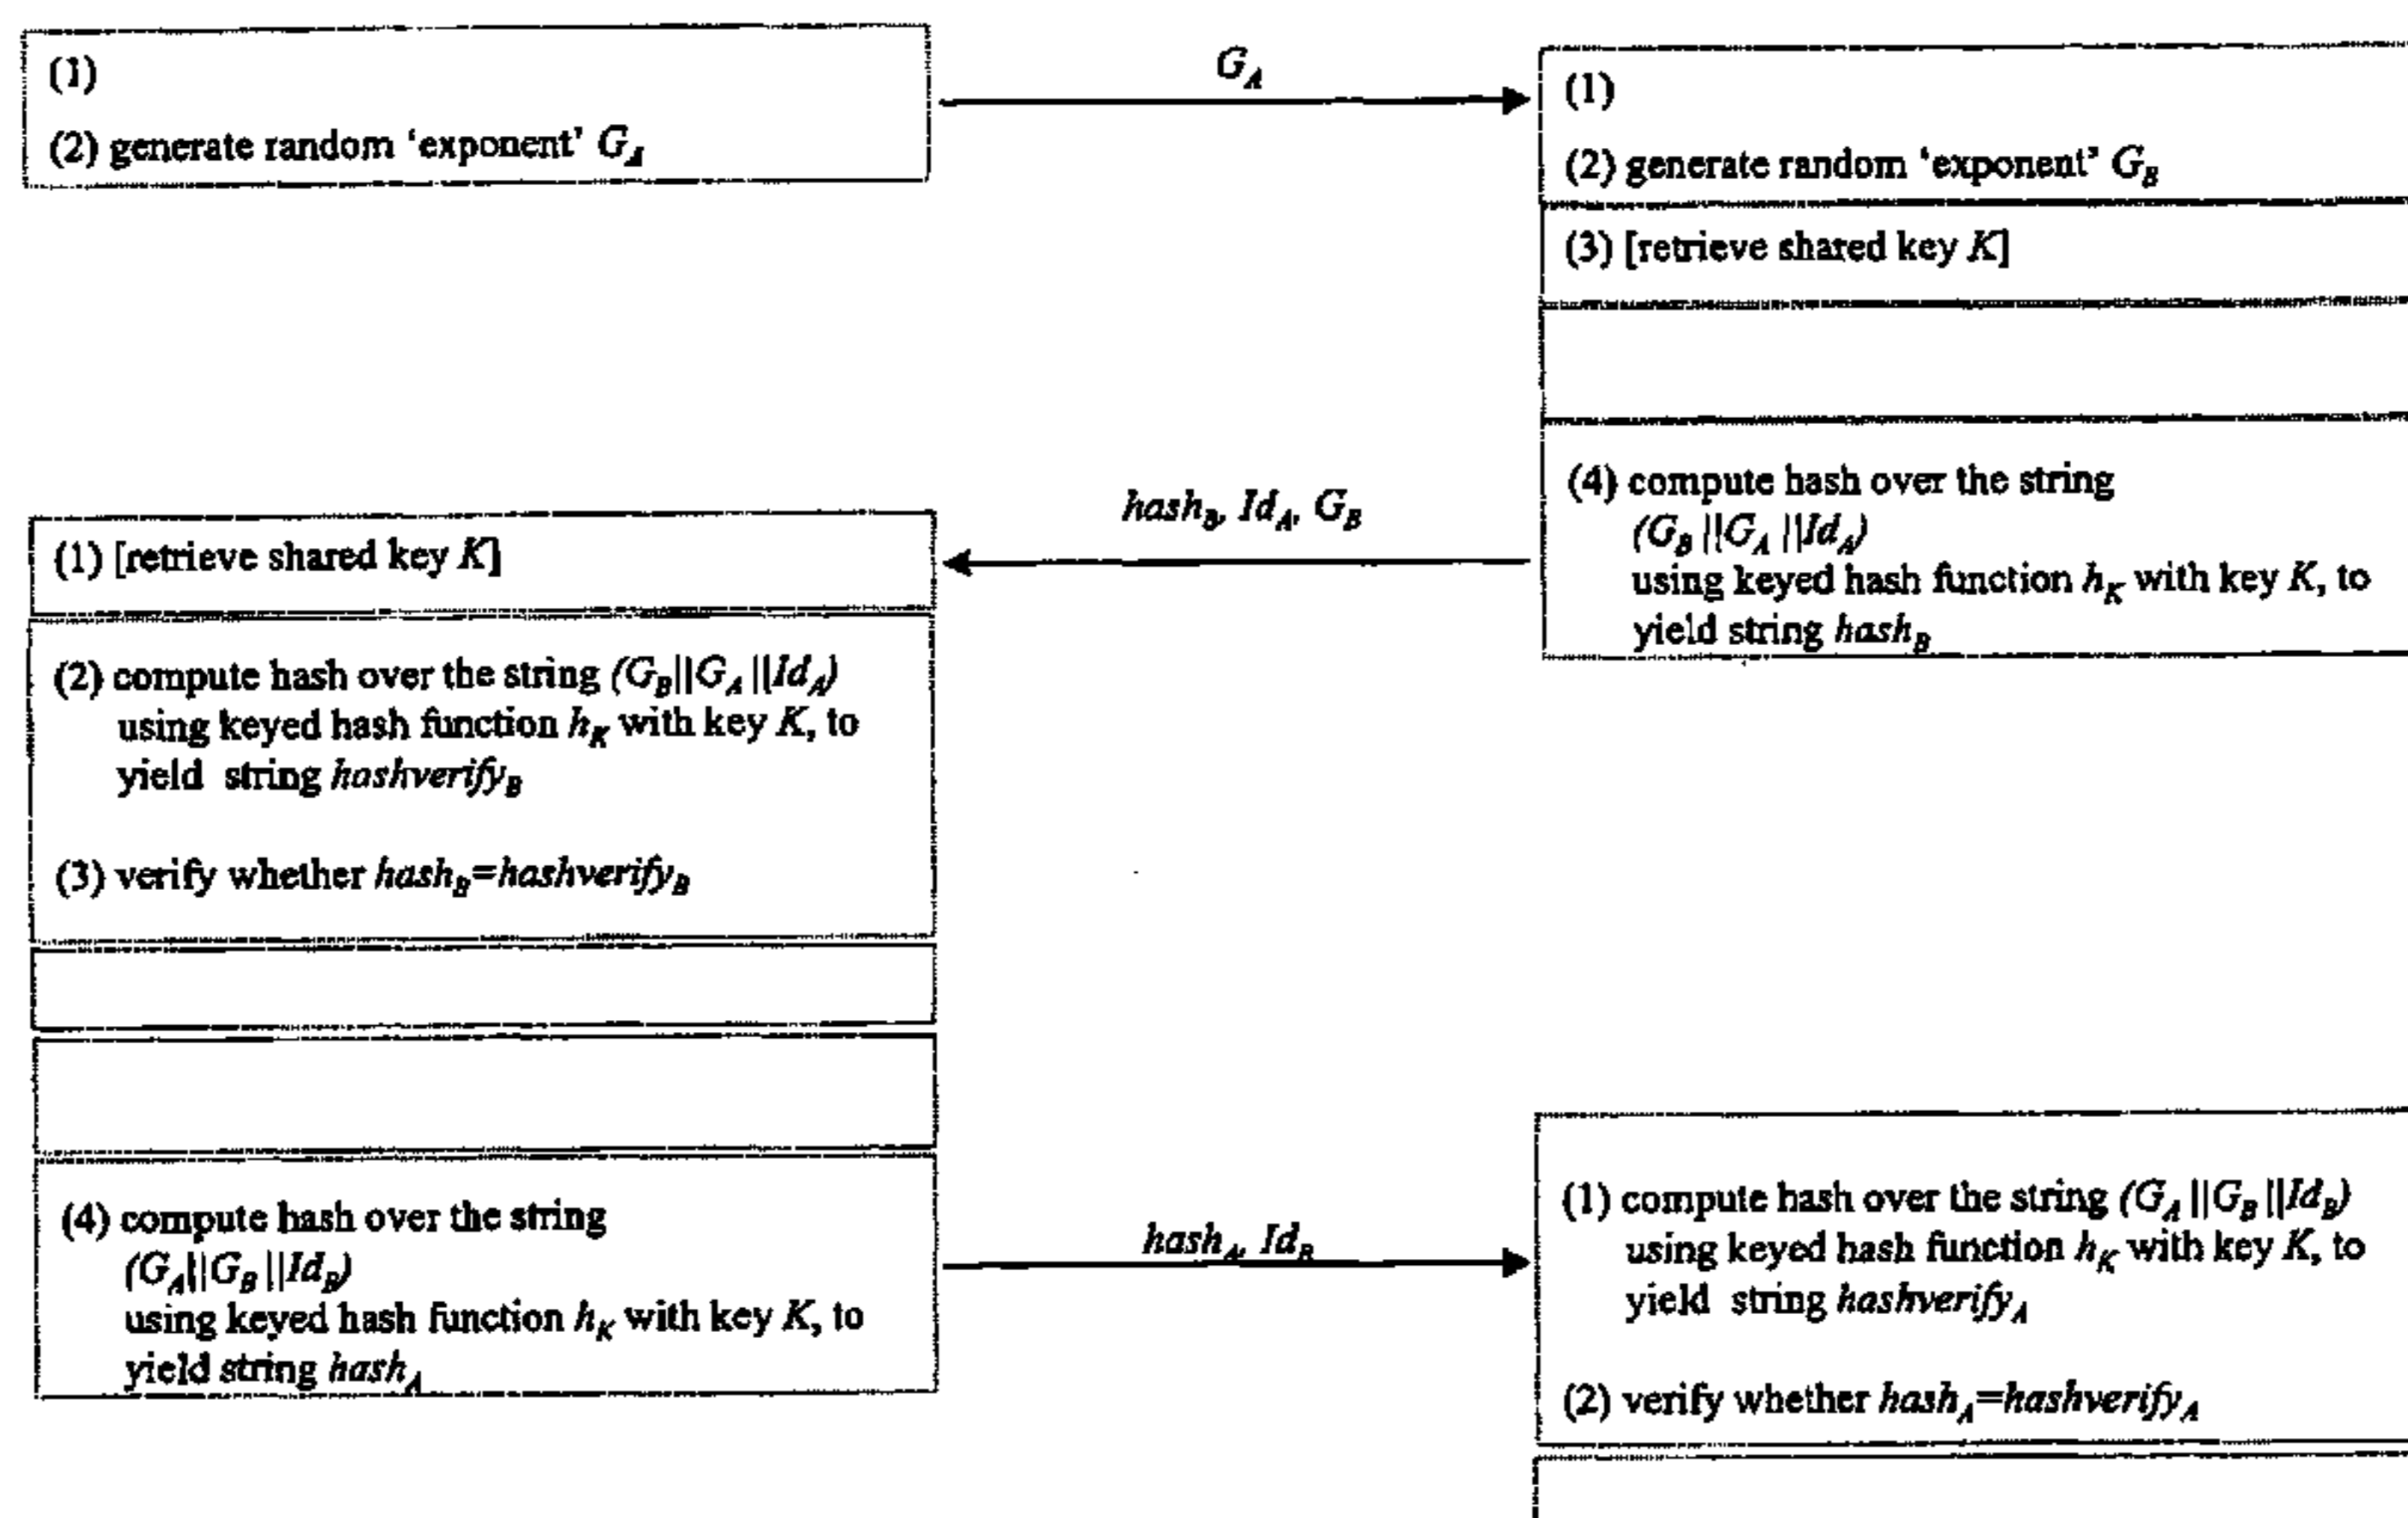 (1)
(2) generate random ‘exponent’ G_A
G_A
(1)
(2) generate random ‘exponent’ G_B
(3) [retrieve shared key K]
(4) compute hash over the string
(G_B ||G_A ||Id_A)
using keyed hash function h_K with key K, to
yield string hash_B
hash_B, Id_A, G_B
(1) [retrieve shared key K]
(2) compute hash over the string (G_B||G_A ||Id_A)
using keyed hash function h_K with key K, to
yield string hashverify_B
(3) verify whether hash_B=hashverify_B
(4) compute hash over the string
(G_A||G_B ||Id_B)
using keyed hash function h_K with key K, to
yield string hash_A
hash_A, Id_B
(1) compute hash over the string (G_A ||G_B ||Id_B)
using keyed hash function h_K with key K, to
yield string hashverify_A
(2) verify whether hash_A=hashverify_A